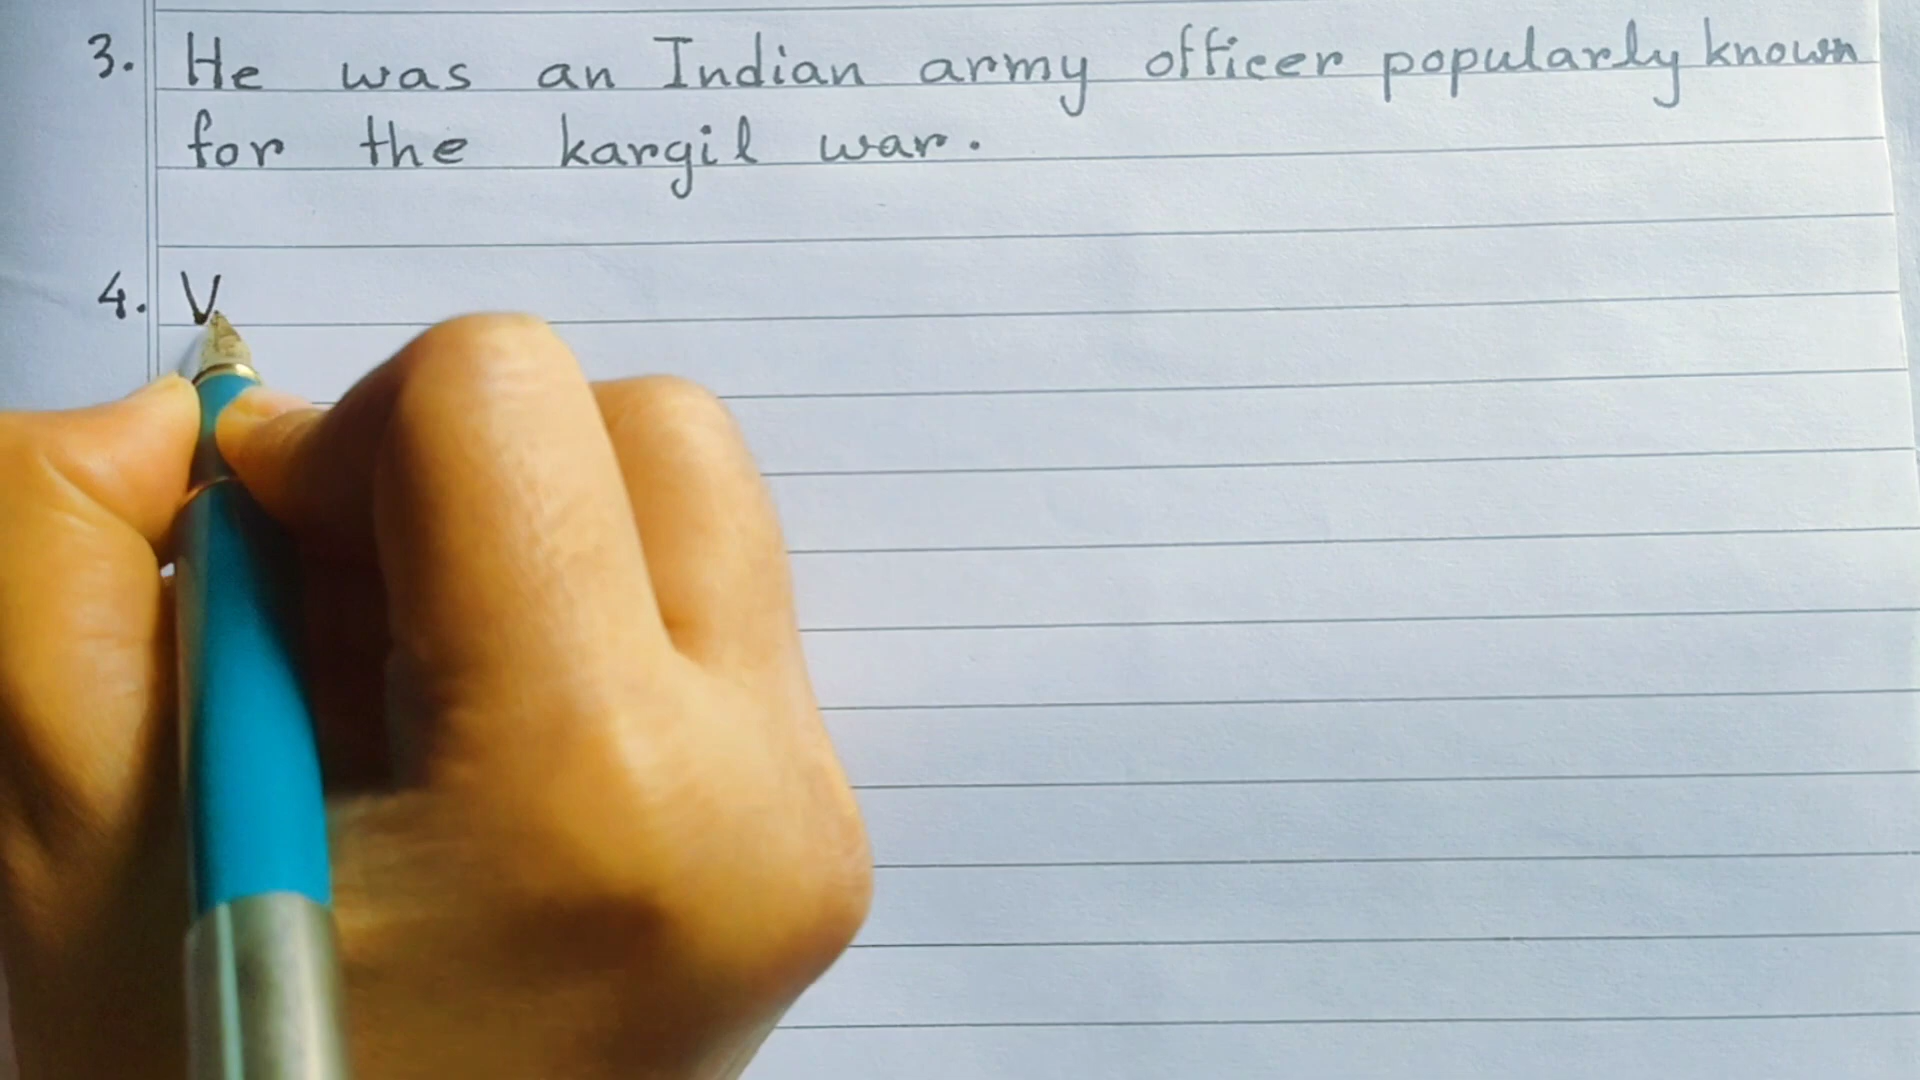 3. He was an Indian army officer popularly known
for the kargil war.
4. V